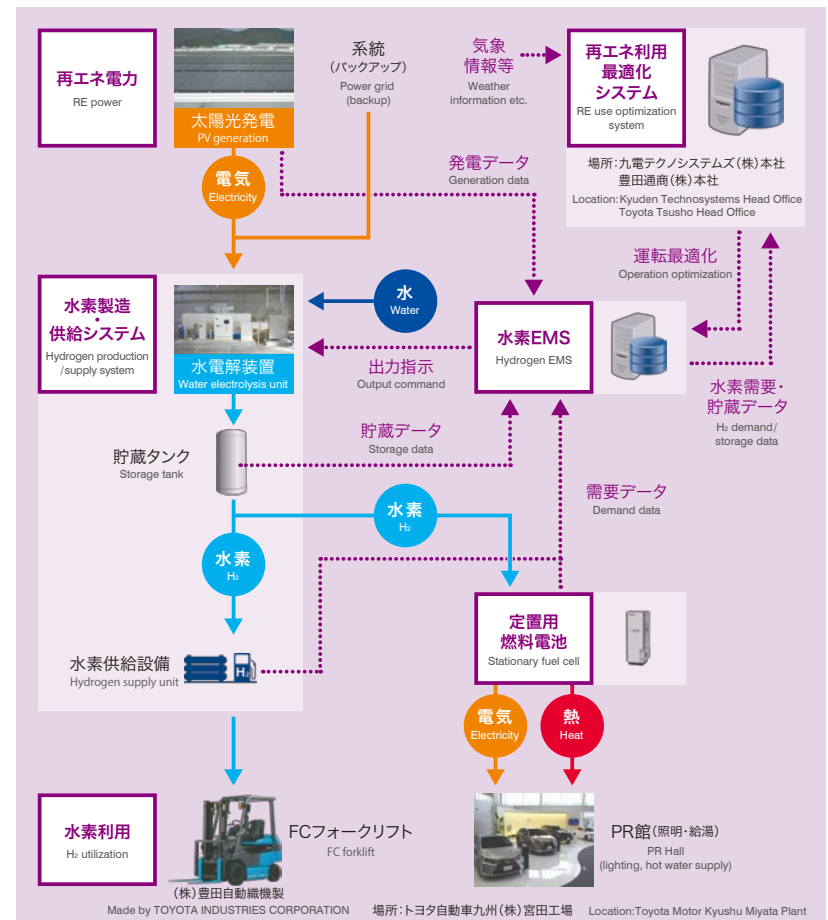 再エネ電力
RE power
太陽光発電
PV generation
系統
(バックアップ)
Power grid
(backup)
気象
情報等
Weather
information etc.
再エネ利用
最適化
システム
RE use optimization
system
場所:九電テクノシステムズ(株)本社
豊田通商(株)本社
Location:Kyuden Technosystems Head Office
Toyota Tsusho Head Office
電気
Electricity
発電データ
Generation data
運転最適化
Operation optimization
水素製造
・
供給システム
Hydrogen production
/supply system
水電解装置
Water electrolysis unit
水
Water
水素EMS
Hydrogen EMS
出力指示
Output command
水素需要・
貯蔵データ
H₂ demand/
storage data
貯蔵タンク
Storage tank
貯蔵データ
Storage data
水素
H₂
需要データ
Demand data
水素
H₂
定置用
燃料電池
Stationary fuel cell
水素供給設備
Hydrogen supply unit
H₂
電気
Electricity
熱
Heat
水素利用
H₂ utilization
FCフォークリフト
FC forklift
(株)豊田自動織機製
Made by TOYOTA INDUSTRIES CORPORATION
PR館(照明・給湯)
PR Hall
(lighting, hot water supply)
場所:トヨタ自動車九州(株)宮田工場 Location:Toyota Motor Kyushu Miyata Plant